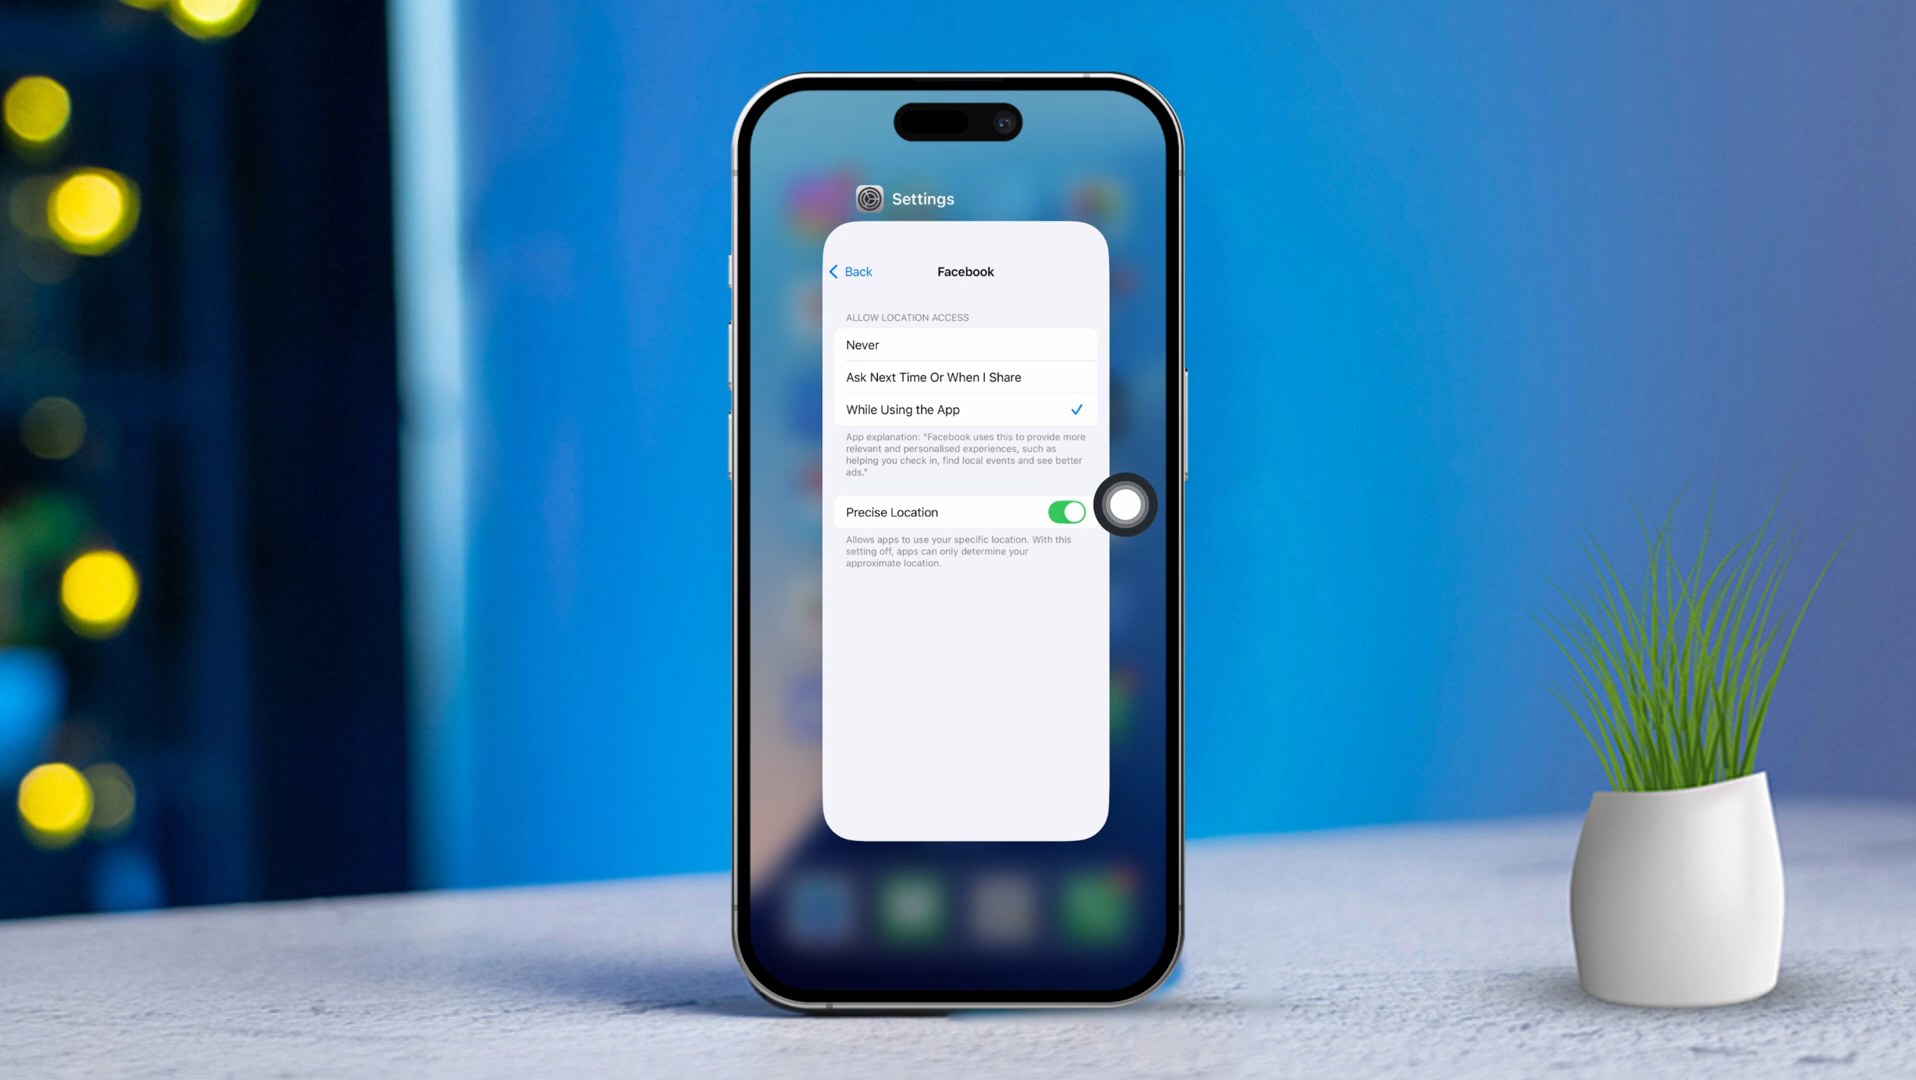 Settings
Back
Facebook
ALLOW LOCATION ACCESS
Never
Ask Next Time Or When I Share
While Using the App
App explanation: “Facebook uses this to provide more
relevant and personalised experiences, such as
helping you check in, find local events and see better
ads.”
Precise Location
Allows apps to use your specific location. With this
setting off, apps can only determine your
approximate location.